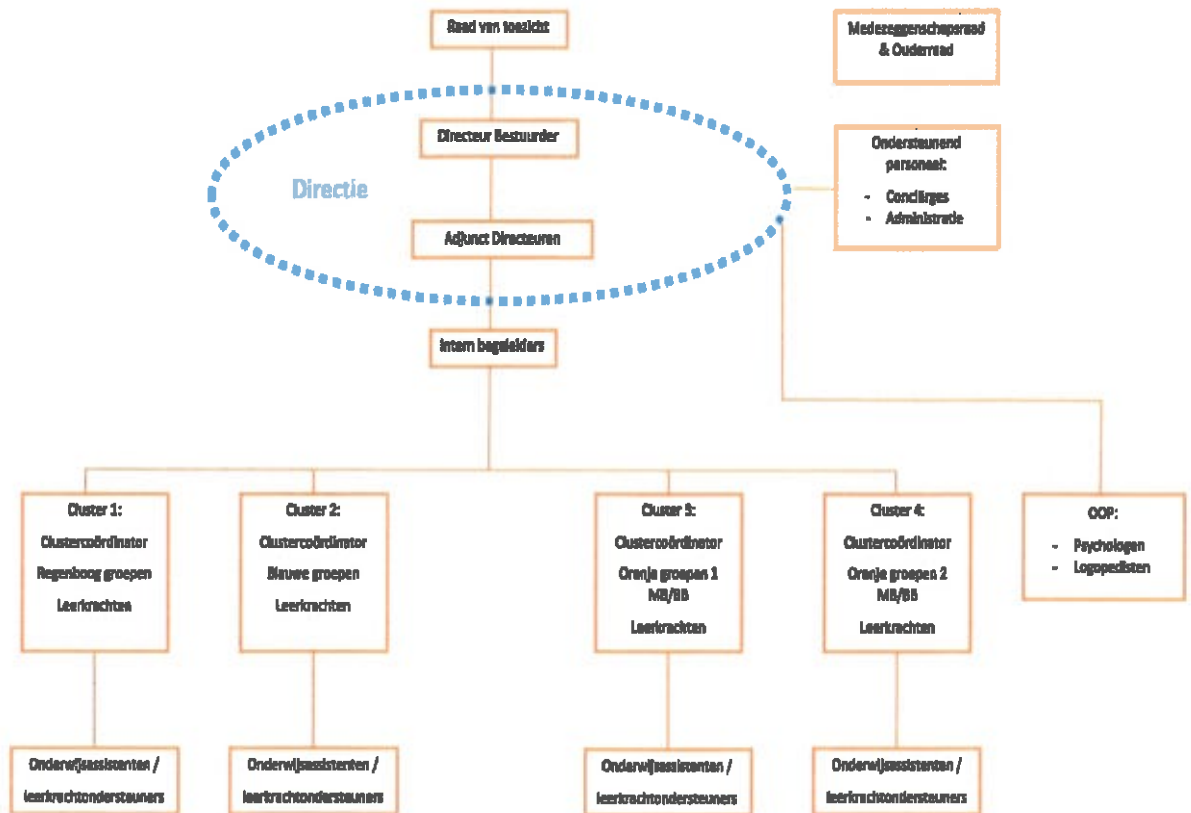 Raad van toezicht
Medezeggenschapsraad
& Ouderraad
Directeur Bestuurder
Ondersteunend
personeel:
- Conciërges
- Administratie
Directie
Adjunct Directeuren
Intern begeleiders
Cluster 1:
Clustercoördinator
Regenboog groepen
Leerkrachten
Cluster 2:
Clustercoördinator
Blauwe groepen
Leerkrachten
Cluster 3:
Clustercoördinator
Oranje groepen 1
MB/BB
Leerkrachten
Cluster 4:
Clustercoördinator
Oranje groepen 2
MB/BB
Leerkrachten
OOP:
- Psychologen
- Logopedisten
Onderwijsassistenten /
leerkrachtondersteuners
Onderwijsassistenten /
leerkrachtondersteuners
Onderwijsassistenten /
leerkrachtondersteuners
Onderwijsassistenten /
leerkrachtondersteuners